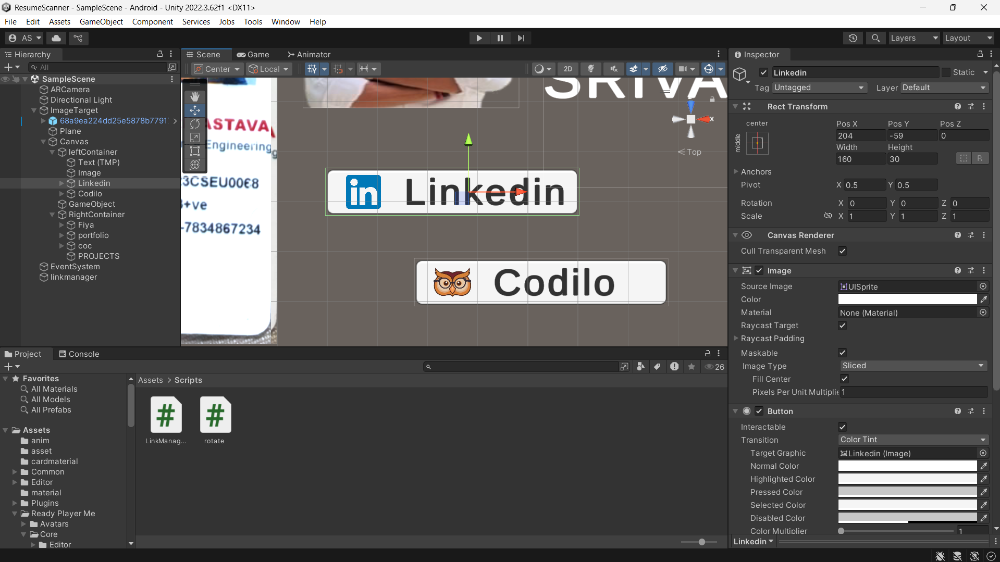 ResumeScanner - SampleScene - Android - Unity 2022.3.62f1 <DX11>
File Edit Assets GameObject Component Services Jobs Tools Window Help
AS
Layers Layout
Hierarchy
All
SampleScene
ARCamera
Directional Light
ImageTarget
68a9ea224dd25e5878b7791
Plane
Canvas
leftContainer
Text (TMP)
Image
Linkedin
Codilo
GameObject
RightContainer
Fiya
portfolio
coc
PROJECTS
EventSystem
linkmanager
Scene Game Animator
Center Local 2D
SRIVA
ASTAVA
Engineering
3CSEU0068
B+ve
-7834867234
in Linkedin
Codilo
x
< Top
Inspector
Linkedin Static
Tag Untagged Layer Default
Rect Transform
center
middle
Pos X Pos Y Pos Z
204 -59 0
Width Height
160 30
R
Anchors
Pivot X 0.5 Y 0.5
Rotation X 0 Y 0 Z 0
Scale X 1 Y 1 Z 1
Canvas Renderer
Cull Transparent Mesh
Image
Source Image UISprite
Color
Material None (Material)
Raycast Target
Raycast Padding
Maskable
Image Type Sliced
Fill Center
Pixels Per Unit Multiplie 1
Button
Interactable
Transition Color Tint
Target Graphic Linkedin (Image)
Normal Color
Highlighted Color
Pressed Color
Selected Color
Disabled Color
Color Multiplier 1
Linkedin
Project Console
26
Favorites
All Materials
All Models
All Prefabs
Assets
anim
asset
cardmaterial
Common
Editor
material
Plugins
Ready Player Me
Avatars
Core
Editor
Assets > Scripts
# #
LinkManag... rotate